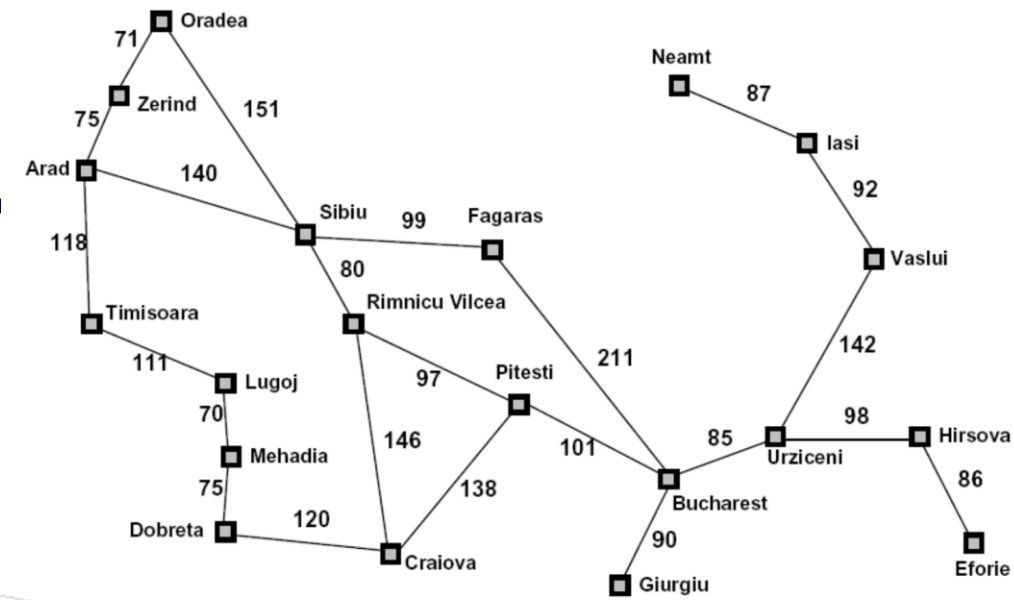 Oradea
71
Neamt
87
Zerind
151
75
Iasi
Arad
140
92
Sibiu
99
Fagaras
118
Vaslui
80
Rimnicu Vilcea
Timisoara
142
211
111
97
Pitesti
Lugoj
70
98
Hirsova
146
101
85
Mehadia
Urziceni
86
75
138
Bucharest
120
Dobreta
90
Craiova
Eforie
Giurgiu